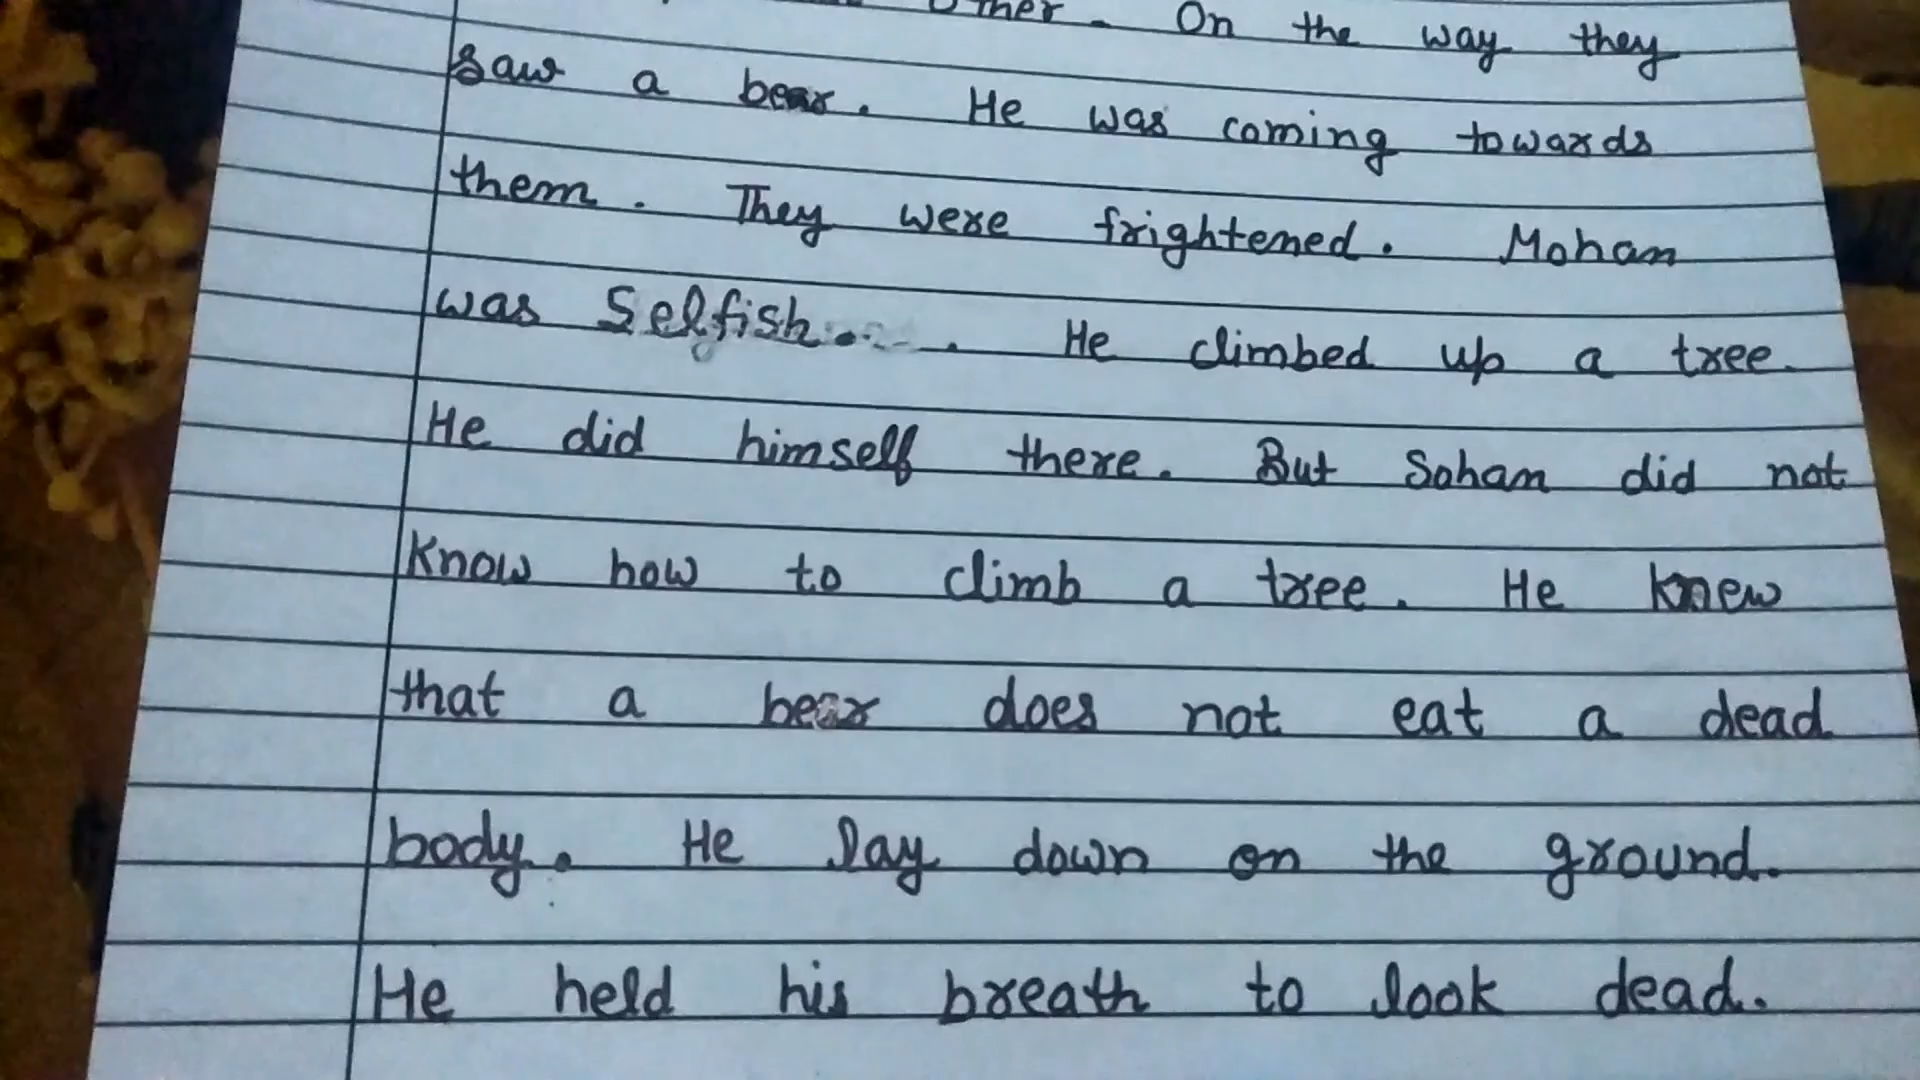 other. On the way they
saw a bear. He was coming towards
them. They were frightened. Mohan
was Selfish. . He climbed up a tree.
He did himself there. But Sohan did not
Know how to climb a tree. He knew
that a bear does not eat a dead
body. He lay down on the ground.
He held his breath to look dead.